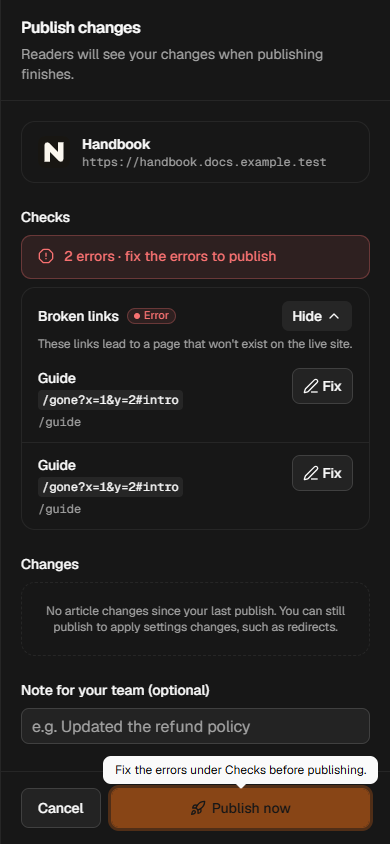 Publish changes
Readers will see your changes when publishing
finishes.
N
Handbook
https://handbook.docs.example.test
Checks
2 errors · fix the errors to publish
Broken links
Error
Hide
These links lead to a page that won't exist on the live site.
Guide
/gone?x=1&y=2#intro
/guide
Fix
Guide
/gone?x=1&y=2#intro
/guide
Fix
Changes
No article changes since your last publish. You can still
publish to apply settings changes, such as redirects.
Note for your team (optional)
e.g. Updated the refund policy
Fix the errors under Checks before publishing.
Cancel
Publish now